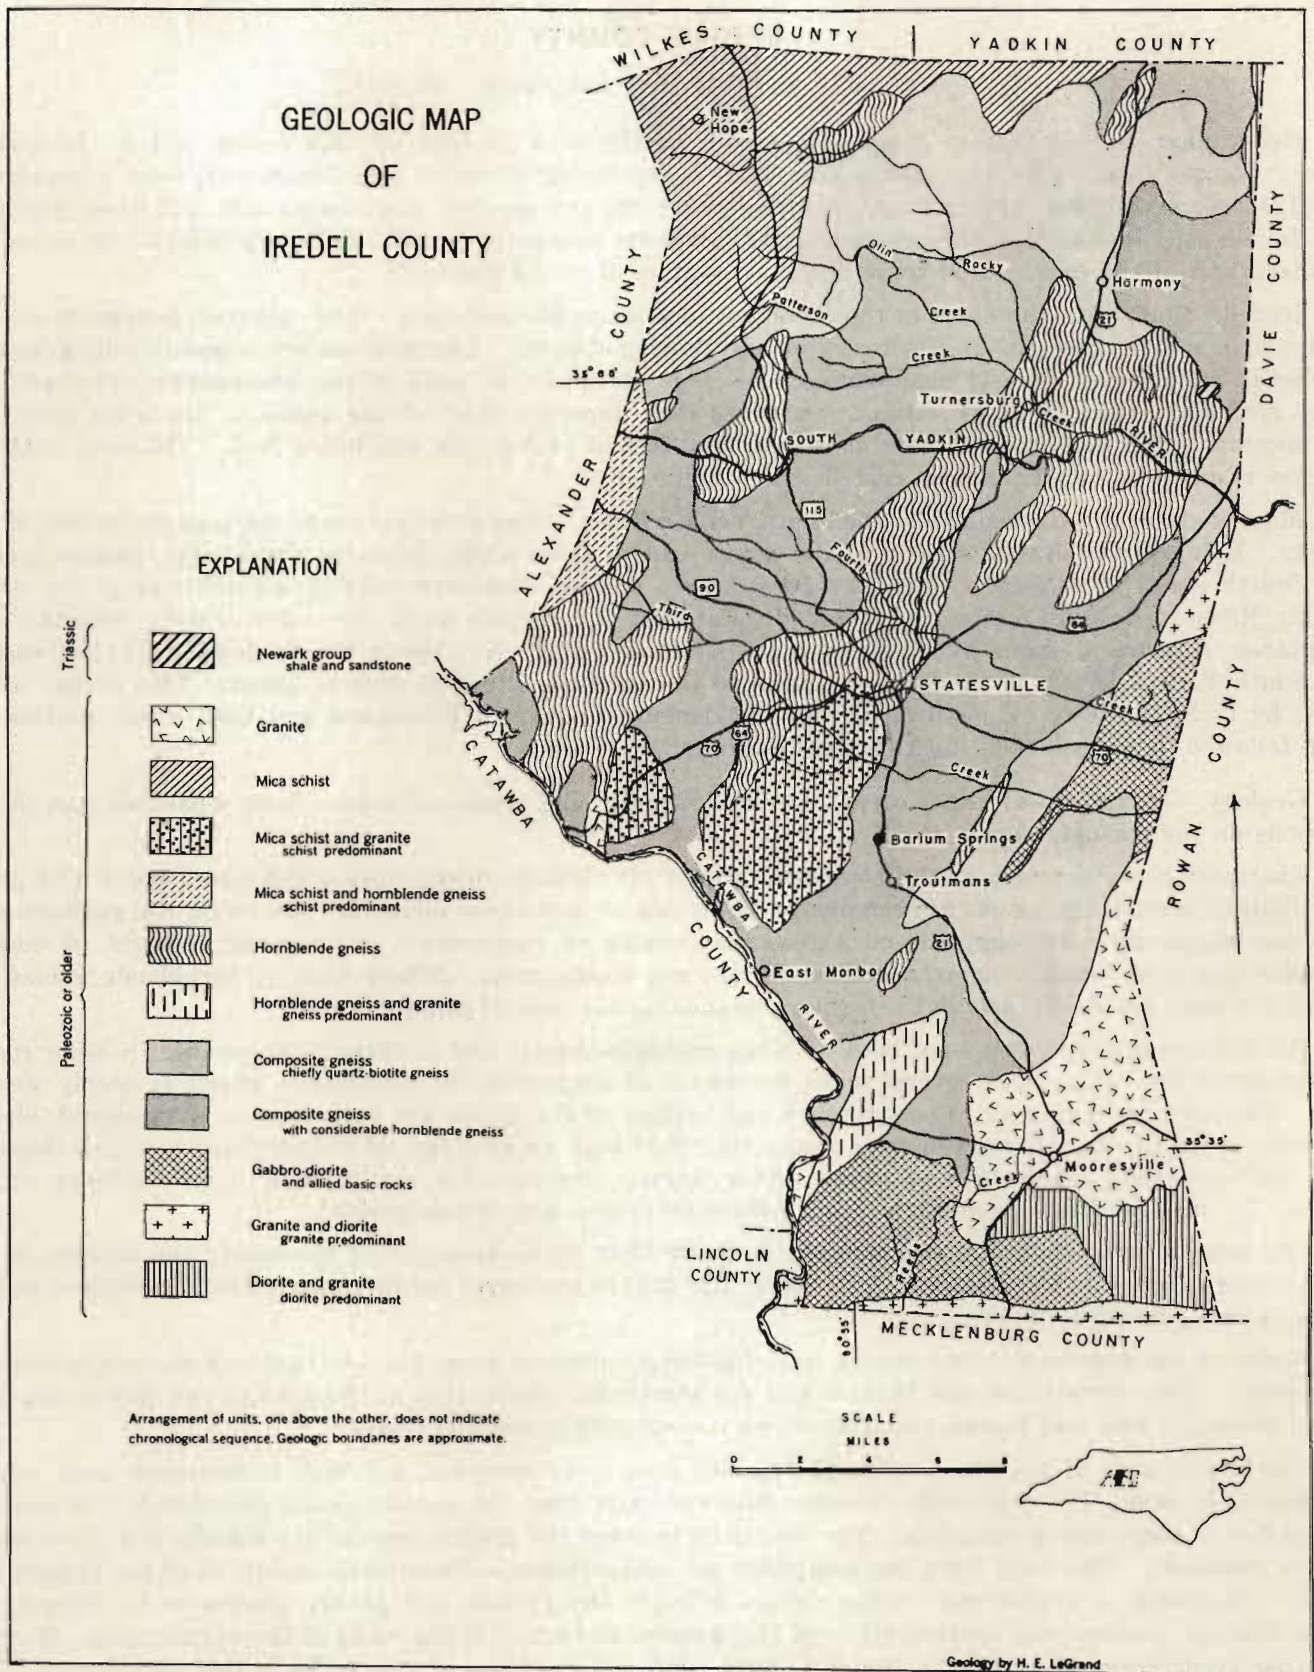 WILKES COUNTY
YADKIN COUNTY
GEOLOGIC MAP
OF
IREDELL COUNTY
New
Hope
COUNTY
DAVIE COUNTY
Olin
Rocky
Harmony
Patterson
Creek
21
Creek
35°
Turnersburg
Creek
SOUTH YADKIN RIVER
ALEXANDER
115
Fourth
90
Third
64
STATESVILLE
Creek
64
70
70
CATAWBA
Creek
Barium Springs
Troutmans
CATAWBA
COUNTY
21
East Monbo
RIVER
ROWAN COUNTY
35°35'
Mooresville
Creek
Reeds
LINCOLN
COUNTY
80°55'
MECKLENBURG COUNTY
EXPLANATION
Triassic
Newark group
shale and sandstone
Paleozoic or older
Granite
Mica schist
Mica schist and granite
schist predominant
Mica schist and hornblende gneiss
schist predominant
Hornblende gneiss
Hornblende gneiss and granite
gneiss predominant
Composite gneiss
chiefly quartz-biotite gneiss
Composite gneiss
with considerable hornblende gneiss
Gabbro-diorite
and allied basic rocks
Granite and diorite
granite predominant
Diorite and granite
diorite predominant
Arrangement of units, one above the other, does not indicate
chronological sequence. Geologic boundaries are approximate.
SCALE
MILES
0 2 4 6 8
Geology by H. E. LeGrand